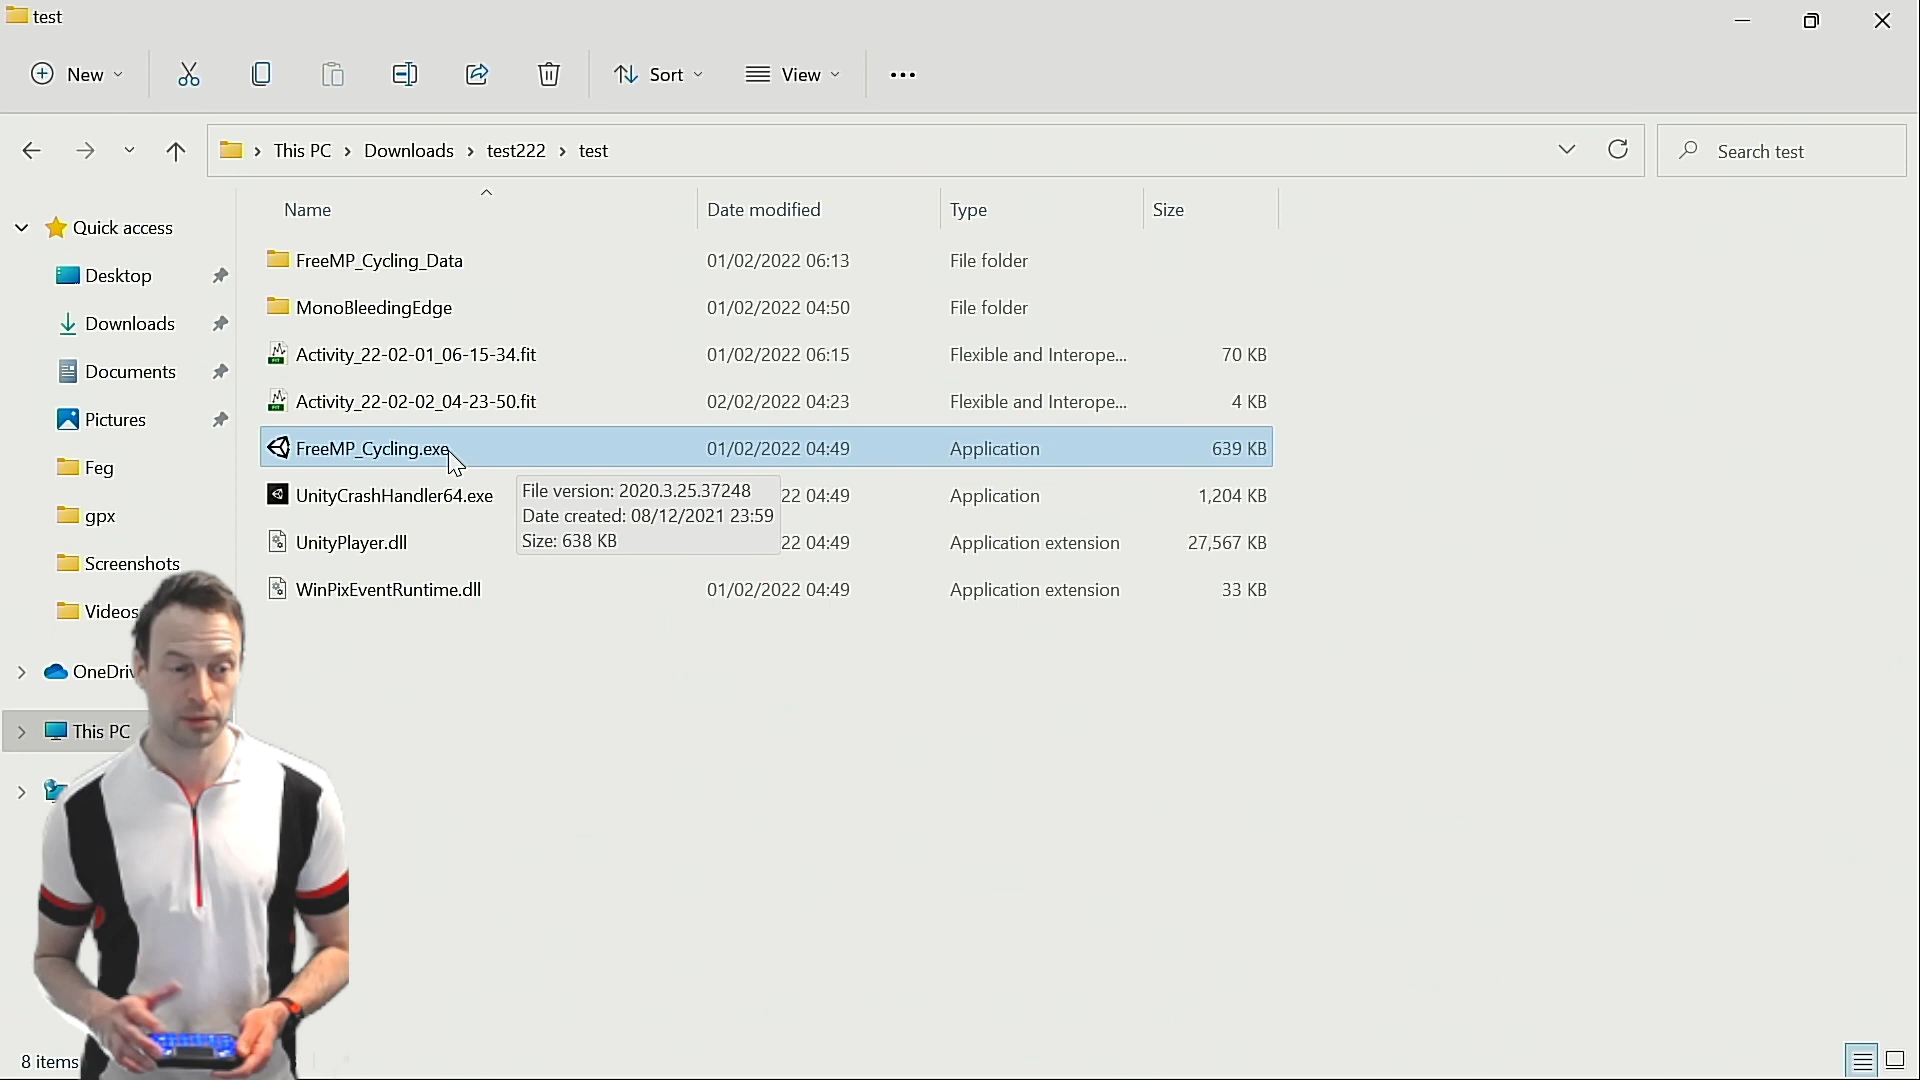 test
New
Sort
View
This PC > Downloads > test222 > test
Search test
Name Date modified Type Size
Quick access
Desktop
Downloads
Documents
Pictures
Feg
gpx
Screenshots
Videos
OneDriv
This PC
FreeMP_Cycling_Data 01/02/2022 06:13 File folder
MonoBleedingEdge 01/02/2022 04:50 File folder
Activity_22-02-01_06-15-34.fit 01/02/2022 06:15 Flexible and Interope... 70 KB
Activity_22-02-02_04-23-50.fit 02/02/2022 04:23 Flexible and Interope... 4 KB
FreeMP_Cycling.exe 01/02/2022 04:49 Application 639 KB
UnityCrashHandler64.exe 22 04:49 Application 1,204 KB
UnityPlayer.dll 22 04:49 Application extension 27,567 KB
WinPixEventRuntime.dll 01/02/2022 04:49 Application extension 33 KB
File version: 2020.3.25.37248
Date created: 08/12/2021 23:59
Size: 638 KB
8 items